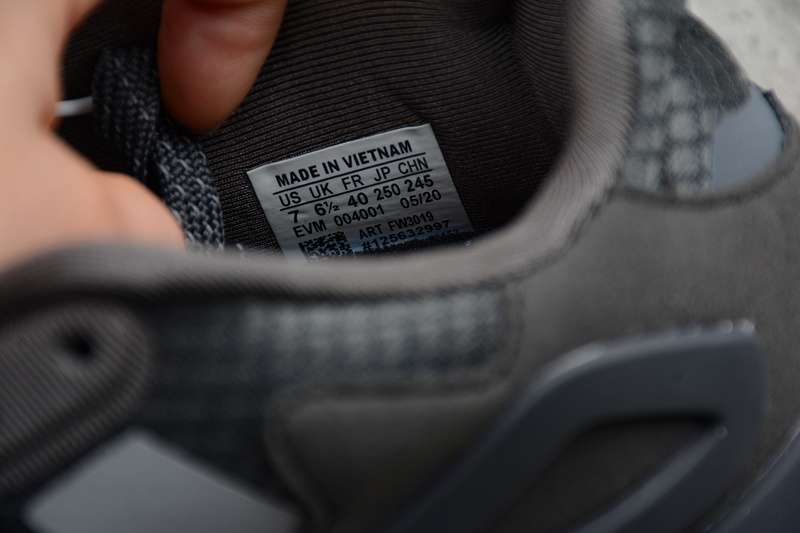 MADE IN VIETNAM
US UK FR JP CHN
7 6½ 40 250 245
EVM 004001 05/20
ART FW3019
#125632997